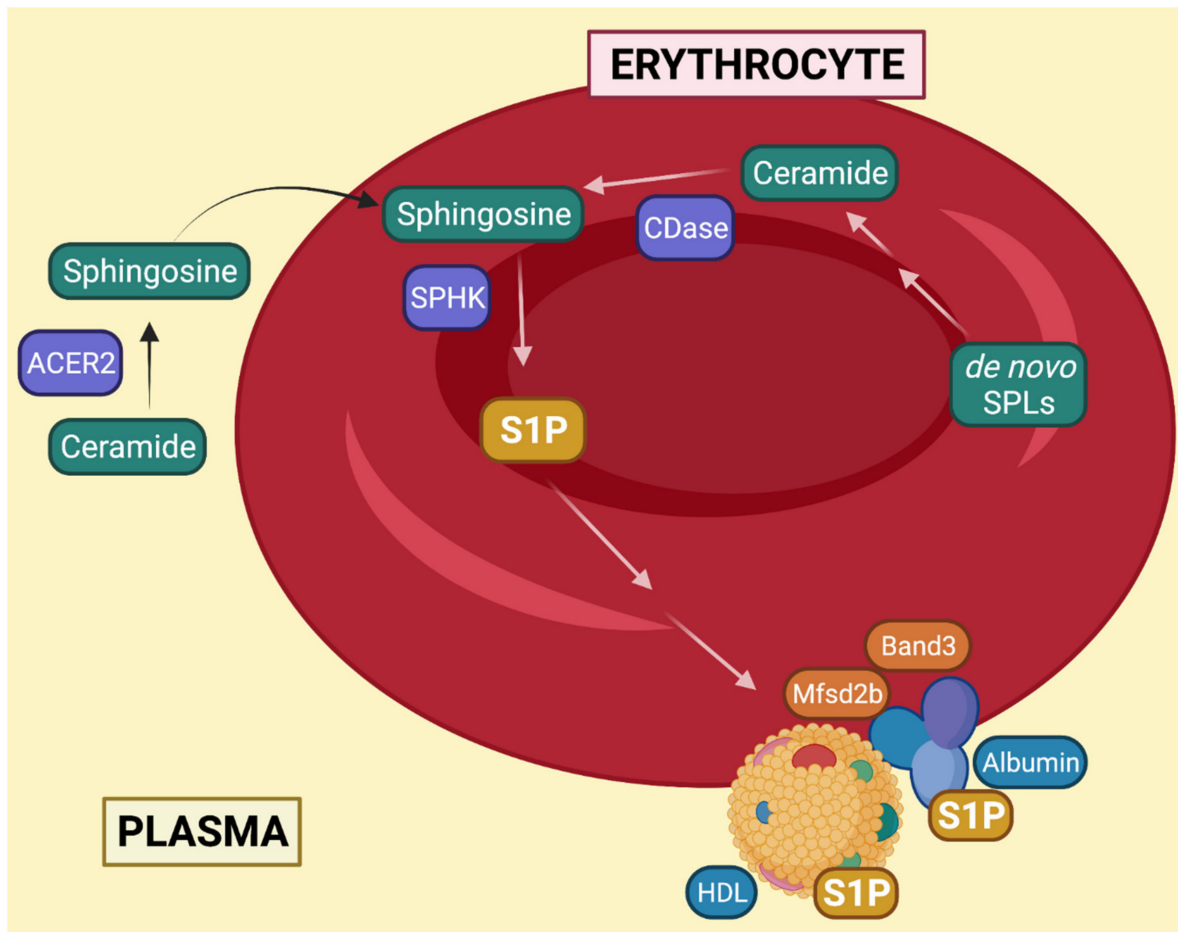 ERYTHROCYTE
Ceramide
Sphingosine
CDase
Sphingosine
SPHK
ACER2
de novo
SPLs
Ceramide
S1P
Band3
Mfsd2b
Albumin
S1P
PLASMA
HDL
S1P